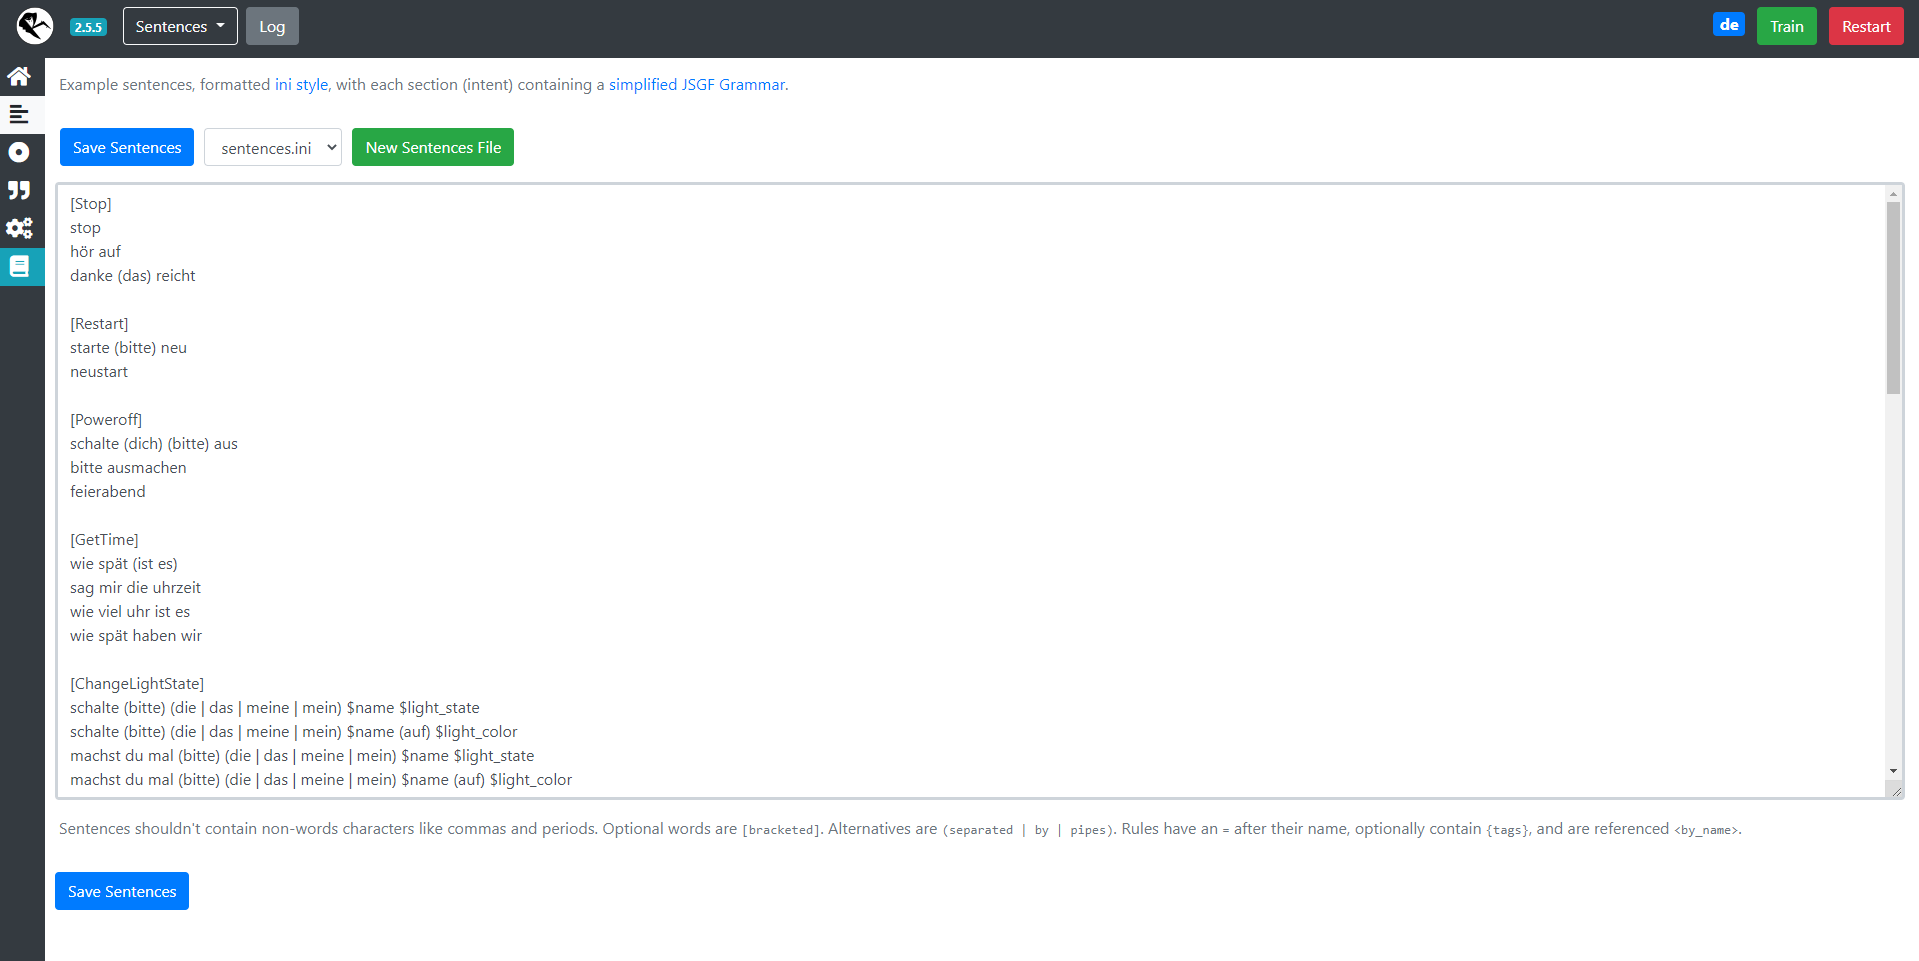 2.5.5 Sentences Log de Train Restart
Example sentences, formatted ini style, with each section (intent) containing a simplified JSGF Grammar.
Save Sentences sentences.ini New Sentences File
[Stop]
stop
hör auf
danke (das) reicht
[Restart]
starte (bitte) neu
neustart
[Poweroff]
schalte (dich) (bitte) aus
bitte ausmachen
feierabend
[GetTime]
wie spät (ist es)
sag mir die uhrzeit
wie viel uhr ist es
wie spät haben wir
[ChangeLightState]
schalte (bitte) (die | das | meine | mein) $name $light_state
schalte (bitte) (die | das | meine | mein) $name (auf) $light_color
machst du mal (bitte) (die | das | meine | mein) $name $light_state
machst du mal (bitte) (die | das | meine | mein) $name (auf) $light_color
Sentences shouldn't contain non-words characters like commas and periods. Optional words are [bracketed]. Alternatives are (separated | by | pipes). Rules have an = after their name, optionally contain {tags}, and are referenced <by_name>.
Save Sentences